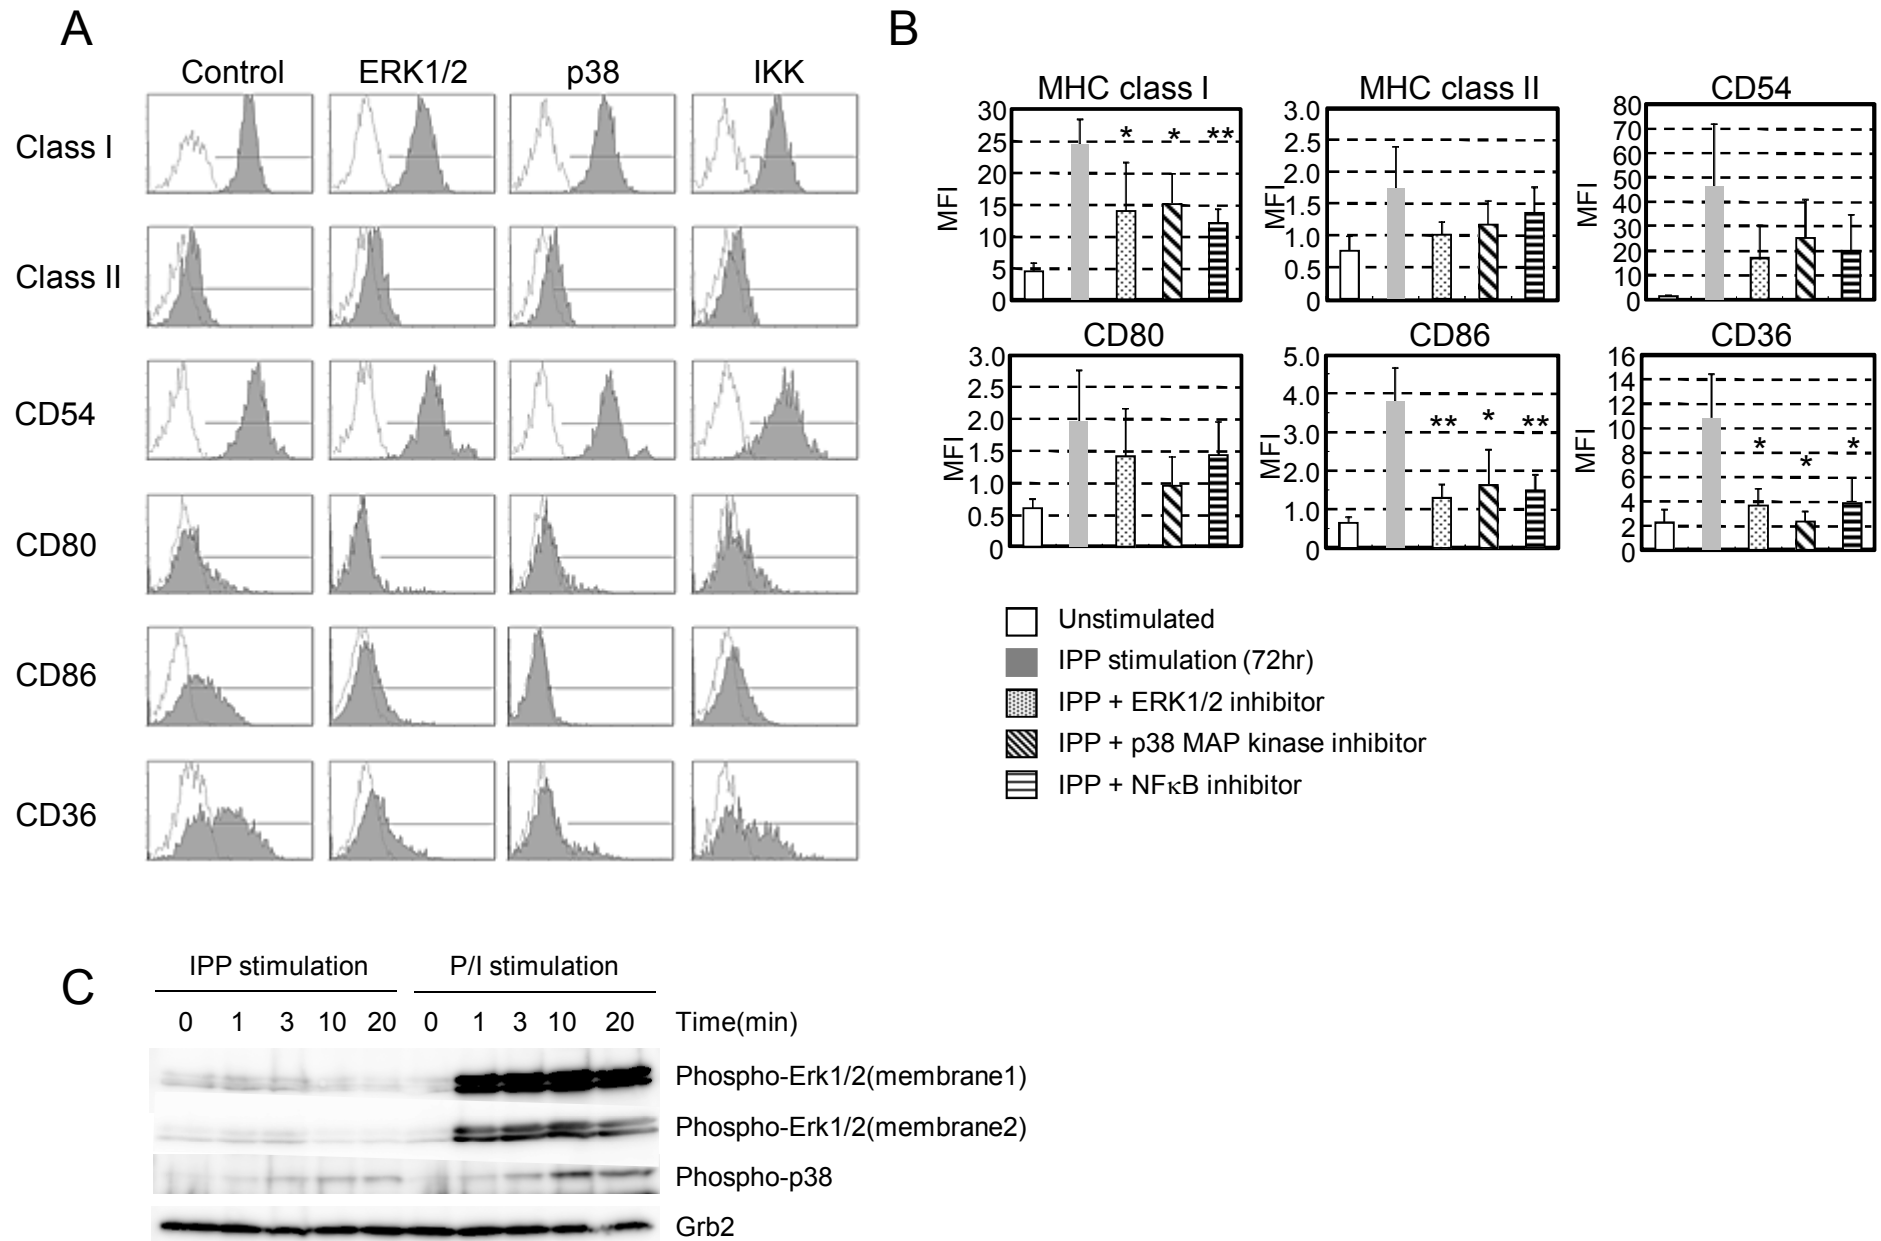 A
Control ERK1/2 p38 IKK
Class I
Class II
CD54
CD80
CD86
CD36
B
MHC class I
MFI
30
25
20
15
10
5
0
* * **
MHC class II
MFI
3.0
2.5
2.0
1.5
1.0
0.5
0
CD54
MFI
80
70
60
50
40
30
20
10
0
CD80
MFI
3.0
2.5
2.0
1.5
1.0
0.5
0
CD86
MFI
5.0
4.0
3.0
2.0
1.0
0
** * **
CD36
MFI
16
14
12
10
8
6
4
2
0
* * *
Unstimulated
IPP stimulation (72hr)
IPP + ERK1/2 inhibitor
IPP + p38 MAP kinase inhibitor
IPP + NFκB inhibitor
C
IPP stimulation P/I stimulation
0 1 3 10 20 0 1 3 10 20 Time(min)
Phospho-Erk1/2(membrane1)
Phospho-Erk1/2(membrane2)
Phospho-p38
Grb2